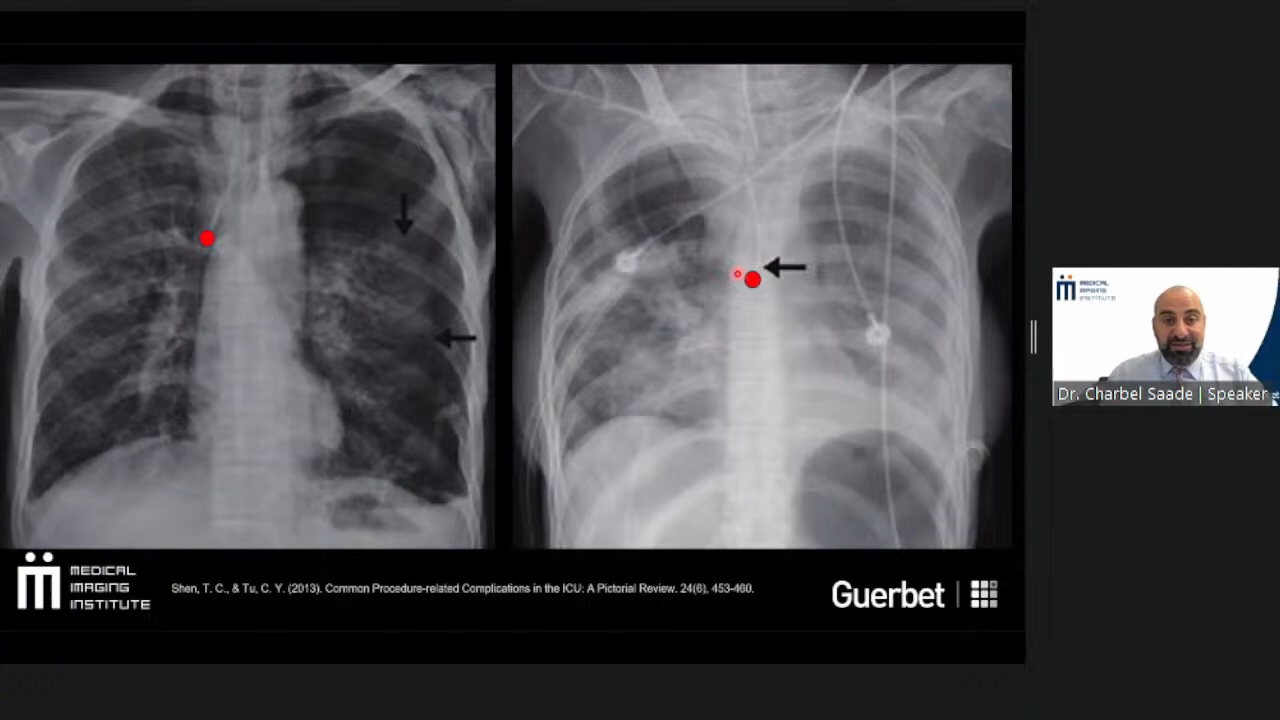 MEDICAL
IMAGING
INSTITUTE
Shen, T. C., & Tu, C. Y. (2013). Common Procedure-related Complications in the ICU: A Pictorial Review. 24(6), 453-460.
Guerbet
MEDICAL
IMAGING
INSTITUTE
Dr. Charbel Saade | Speaker